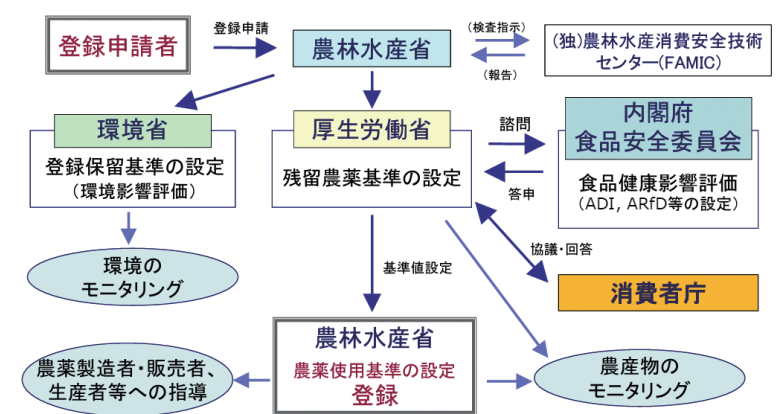 登録申請者
登録申請
農林水産省
(検査指示)
(報告)
(独)農林水産消費安全技術
センター(FAMIC)
環境省
登録保留基準の設定
(環境影響評価)
厚生労働省
残留農薬基準の設定
諮問
答申
内閣府
食品安全委員会
食品健康影響評価
(ADI, ARfD等の設定)
環境の
モニタリング
基準値設定
協議・回答
消費者庁
農林水産省
農薬使用基準の設定
登録
農薬製造者・販売者、
生産者等への指導
農産物の
モニタリング